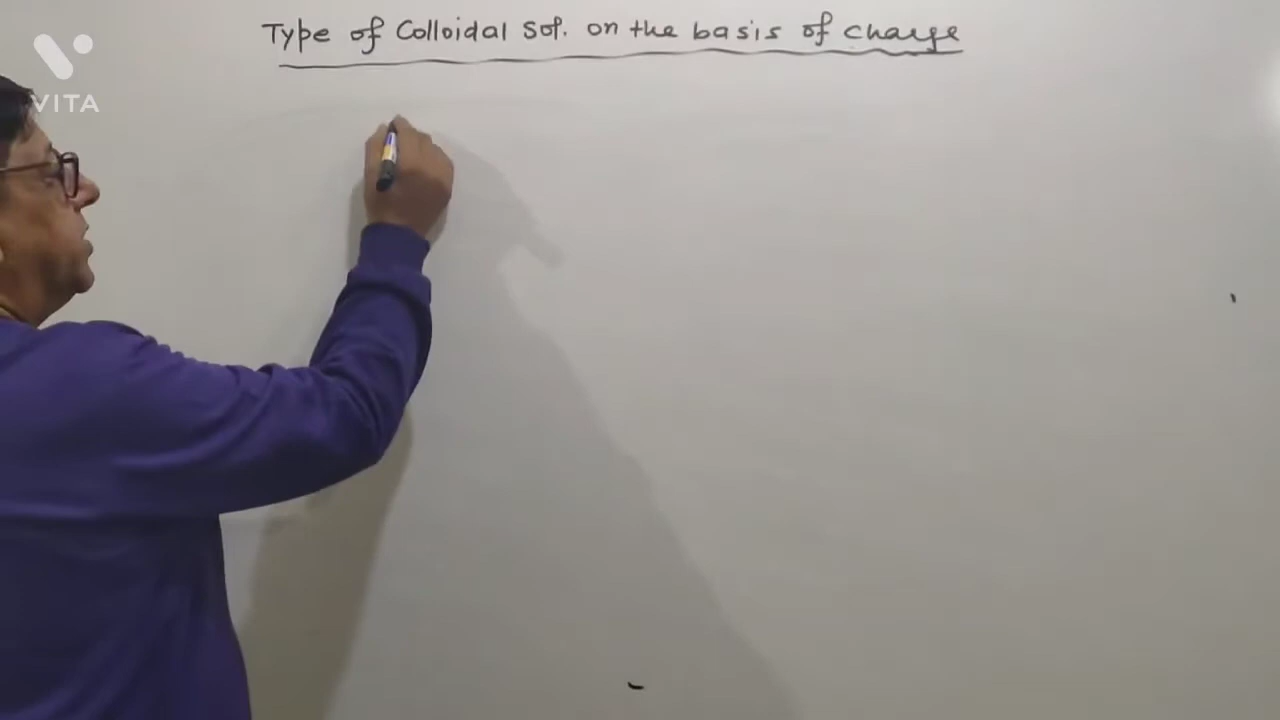 Type of Colloidal Sol. on the basis of charge
VITA